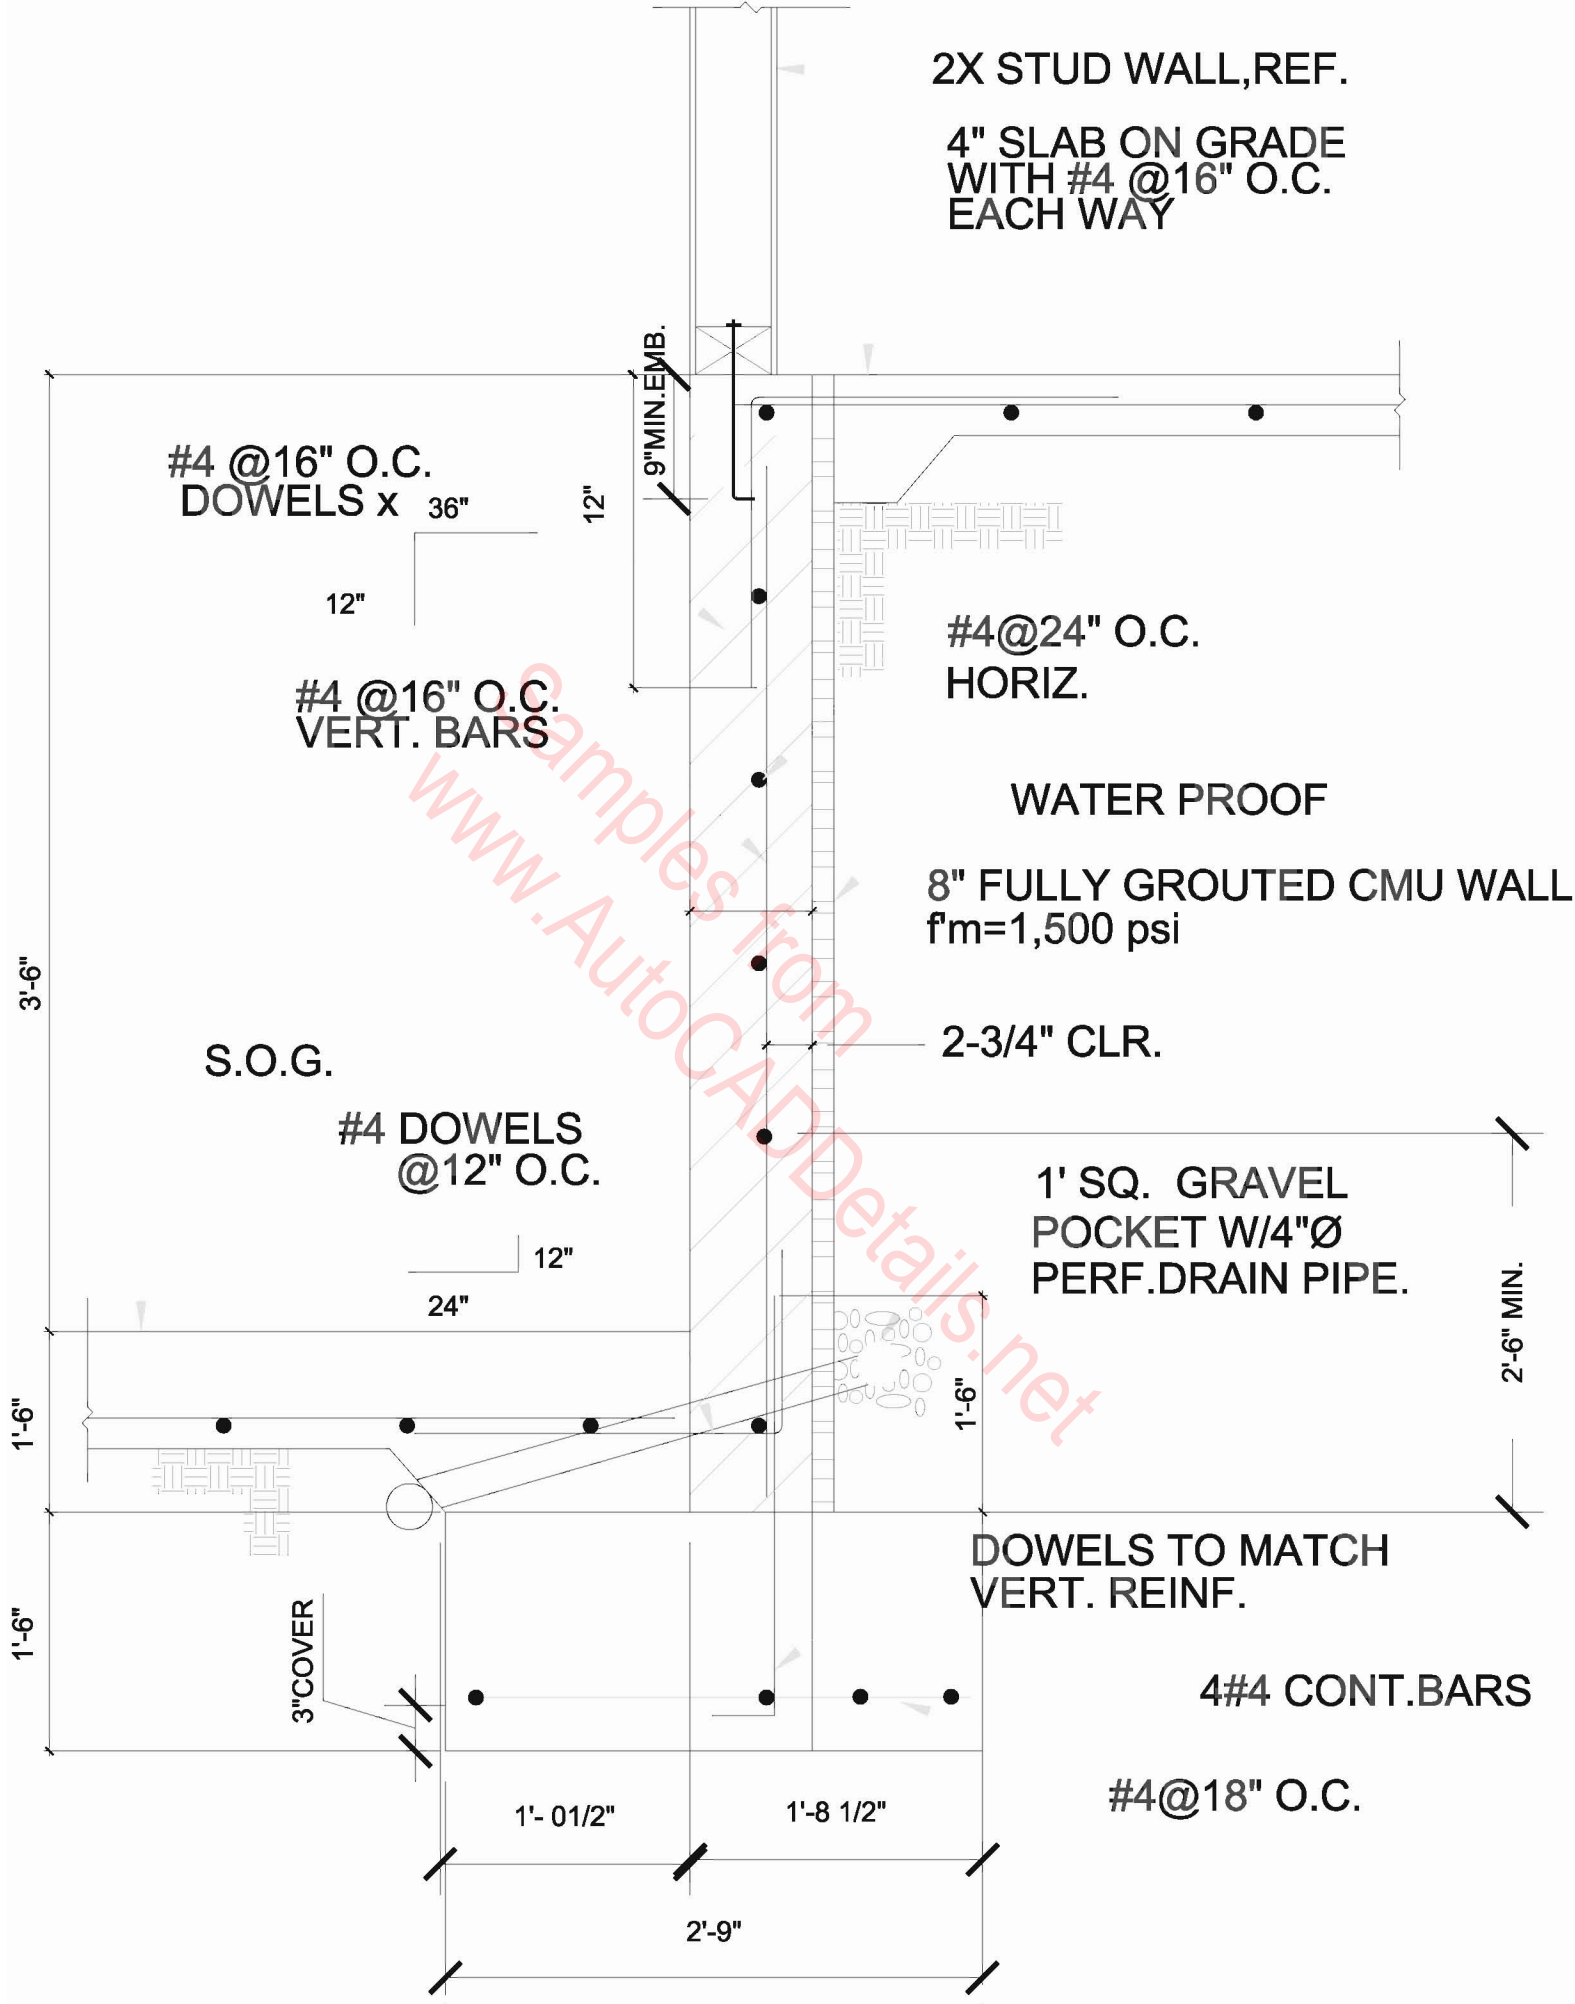 2X STUD WALL,REF.
4" SLAB ON GRADE
WITH #4 @16" O.C.
EACH WAY
9"MIN.EMB.
#4 @16" O.C.
DOWELS x
36"
12"
12"
#4@24" O.C.
HORIZ.
#4 @16" O.C.
VERT. BARS
WATER PROOF
8" FULLY GROUTED CMU WALL
f'm=1,500 psi
3'-6"
2-3/4" CLR.
S.O.G.
#4 DOWELS
@12" O.C.
12"
24"
1' SQ. GRAVEL
POCKET W/4"Ø
PERF.DRAIN PIPE.
2'-6" MIN.
1'-6"
1'-6"
DOWELS TO MATCH
VERT. REINF.
1'-6"
3"COVER
4#4 CONT.BARS
#4@18" O.C.
1'- 01/2"
1'-8 1/2"
2'-9"
Samples from
www.AutoCADDetails.net